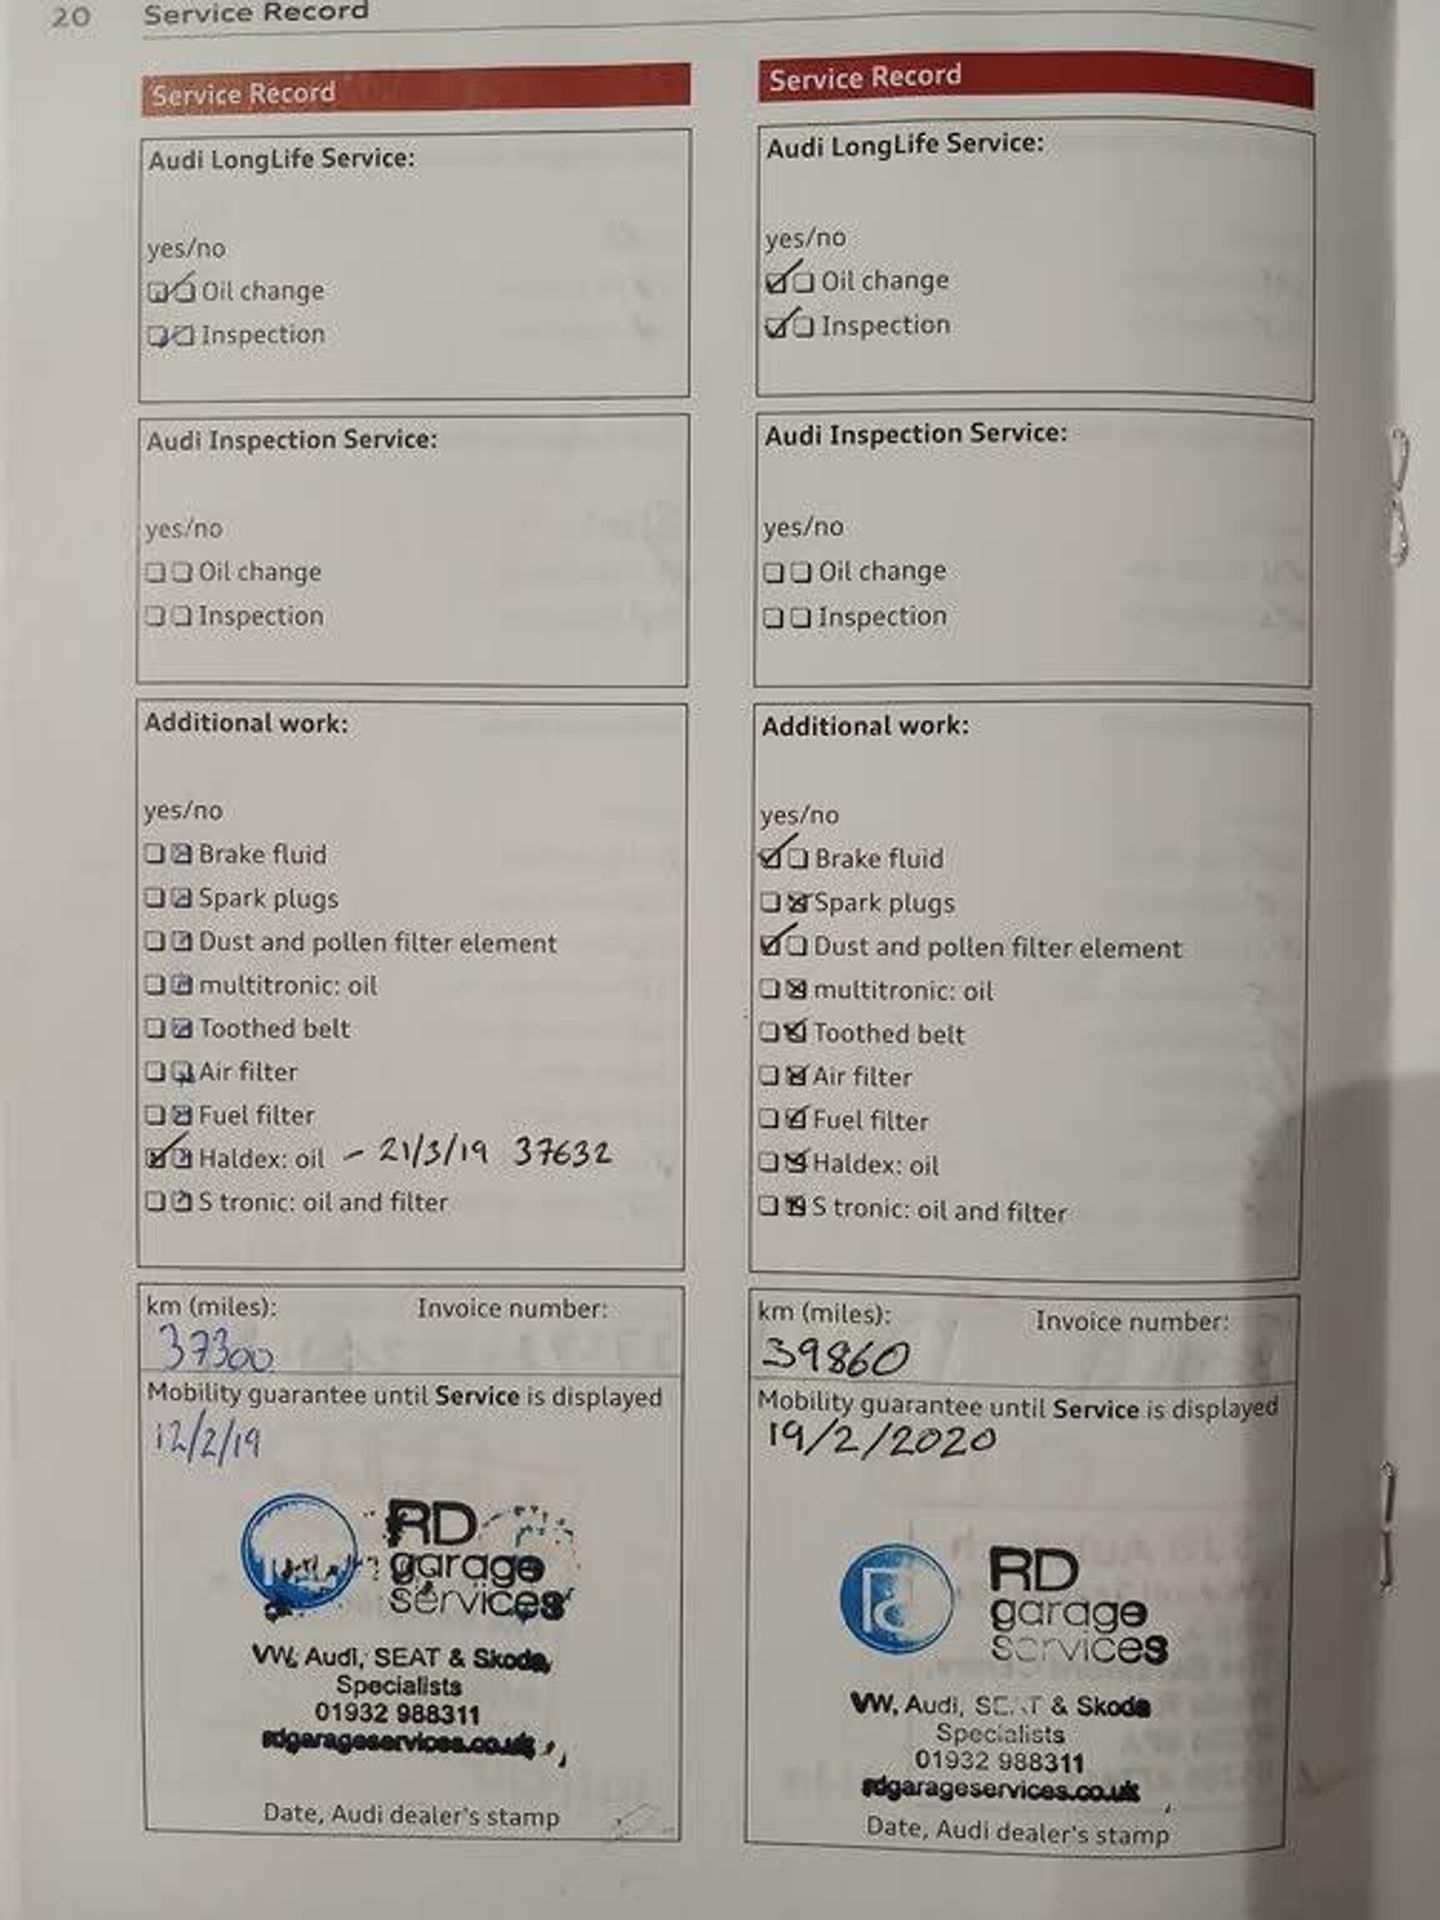 20 Service Record
Service Record
Audi LongLife Service:
yes/no
Oil change
Inspection
Audi Inspection Service:
yes/no
Oil change
Inspection
Additional work:
yes/no
Brake fluid
Spark plugs
Dust and pollen filter element
multitronic: oil
Toothed belt
Air filter
Fuel filter
Haldex: oil – 21/3/19 37632
S tronic: oil and filter
km (miles): Invoice number:
37300
Mobility guarantee until Service is displayed
12/2/19
RD
garage
services
VW, Audi, SEAT & Skoda,
Specialists
01932 988311
rdgarageservices.co.uk
Date, Audi dealer's stamp
Service Record
Audi LongLife Service:
yes/no
Oil change
Inspection
Audi Inspection Service:
yes/no
Oil change
Inspection
Additional work:
yes/no
Brake fluid
Spark plugs
Dust and pollen filter element
multitronic: oil
Toothed belt
Air filter
Fuel filter
Haldex: oil
S tronic: oil and filter
km (miles): Invoice number:
39860
Mobility guarantee until Service is displayed
19/2/2020
RD
garage
services
VW, Audi, SEAT & Skoda
Specialists
01932 988311
rdgarageservices.co.uk
Date, Audi dealer's stamp